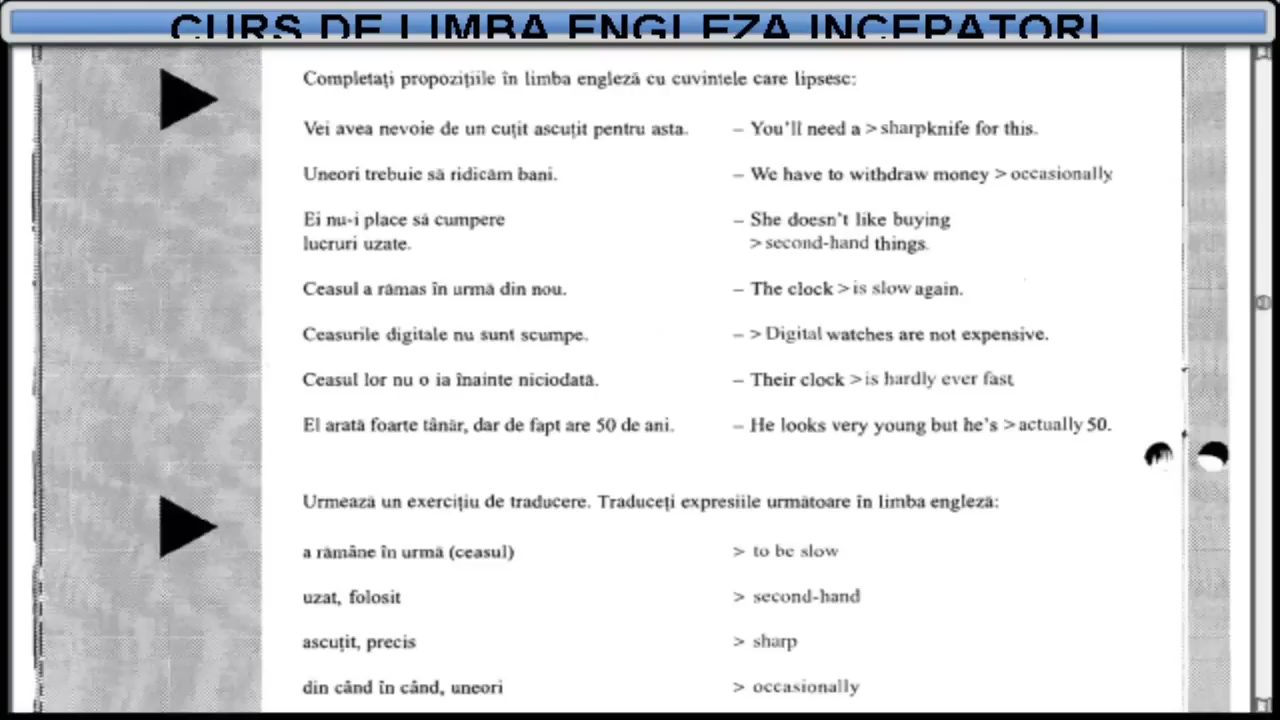 CURS DE LIMBA ENGLEZA INCEPATORI
Completați propozițiile în limba engleză cu cuvintele care lipsesc:
Vei avea nevoie de un cuțit ascuțit pentru asta. – You'll need a > sharp knife for this.
Uneori trebuie să ridicăm bani. – We have to withdraw money > occasionally.
Ei nu-i place să cumpere – She doesn't like buying
lucruri uzate. > second-hand things.
Ceasul a rămas în urmă din nou. – The clock > is slow again.
Ceasurile digitale nu sunt scumpe. – > Digital watches are not expensive.
Ceasul lor nu o ia înainte niciodată. – Their clock > is hardly ever fast.
El arată foarte tânăr, dar de fapt are 50 de ani. – He looks very young but he's > actually 50.
Urmează un exercițiu de traducere. Traduceți expresiile următoare în limba engleză:
a rămâne în urmă (ceasul) > to be slow
uzat, folosit > second-hand
ascuțit, precis > sharp
din când în când, uneori > occasionally